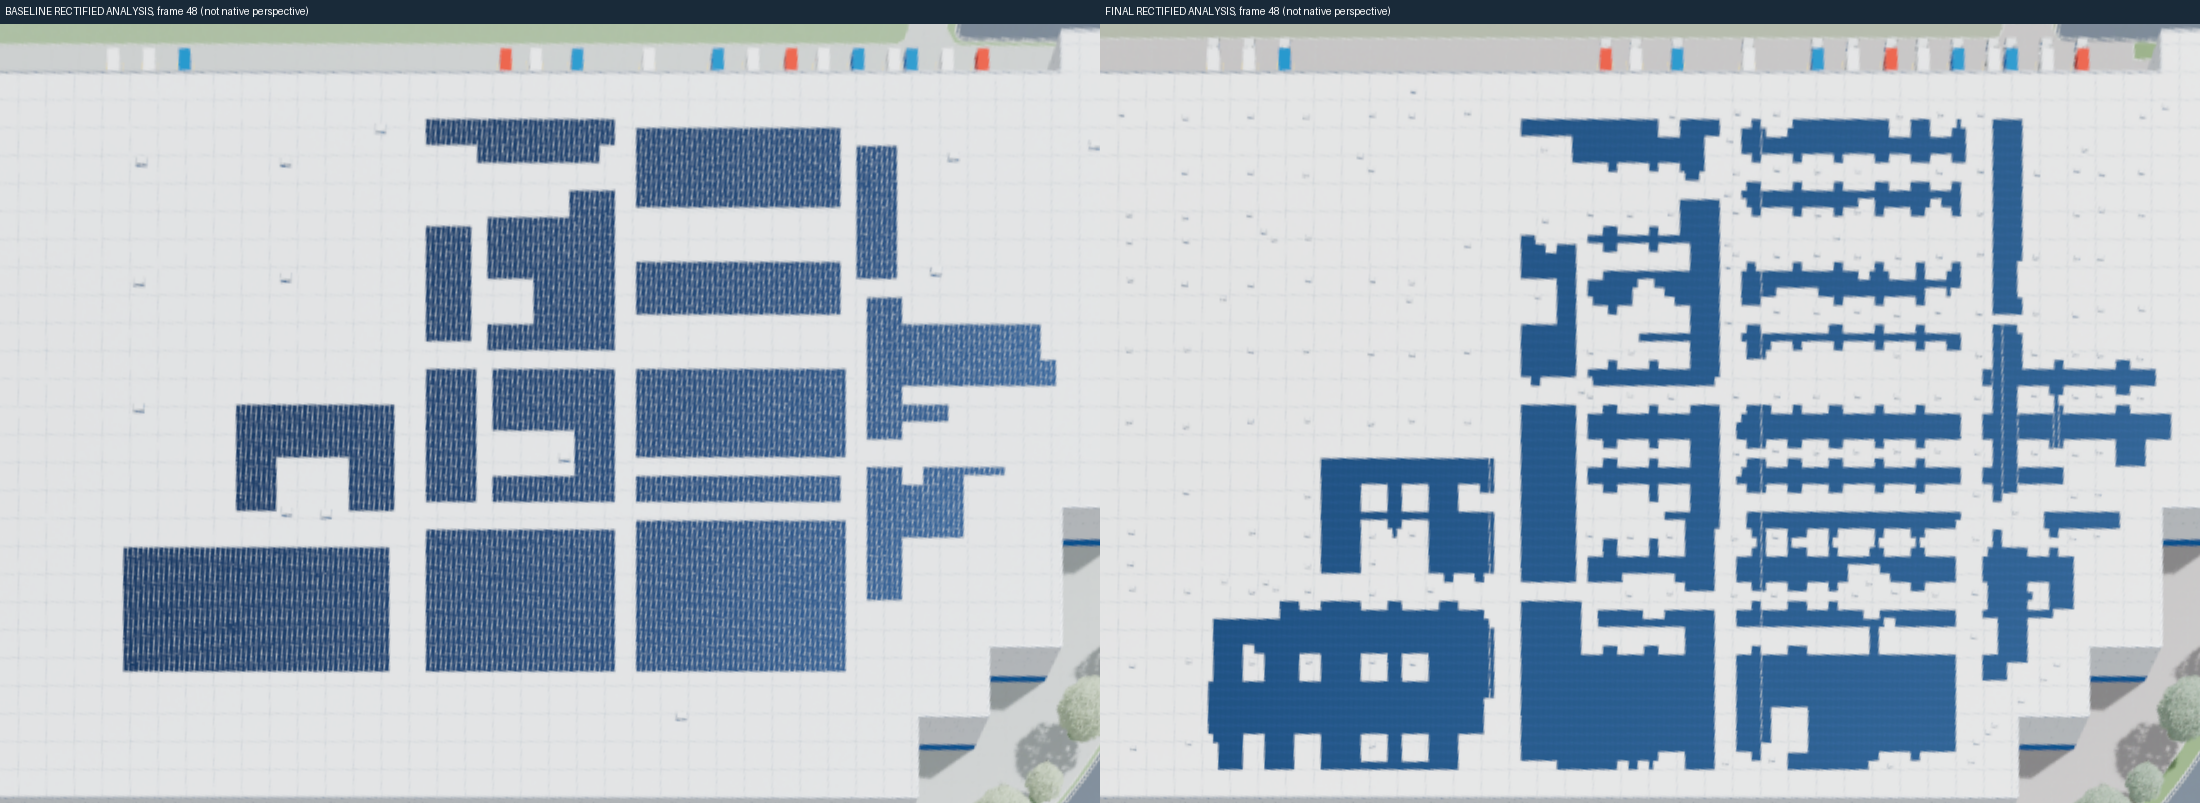 BASELINE RECTIFIED ANALYSIS, frame 48 (not native perspective)
FINAL RECTIFIED ANALYSIS, frame 48 (not native perspective)